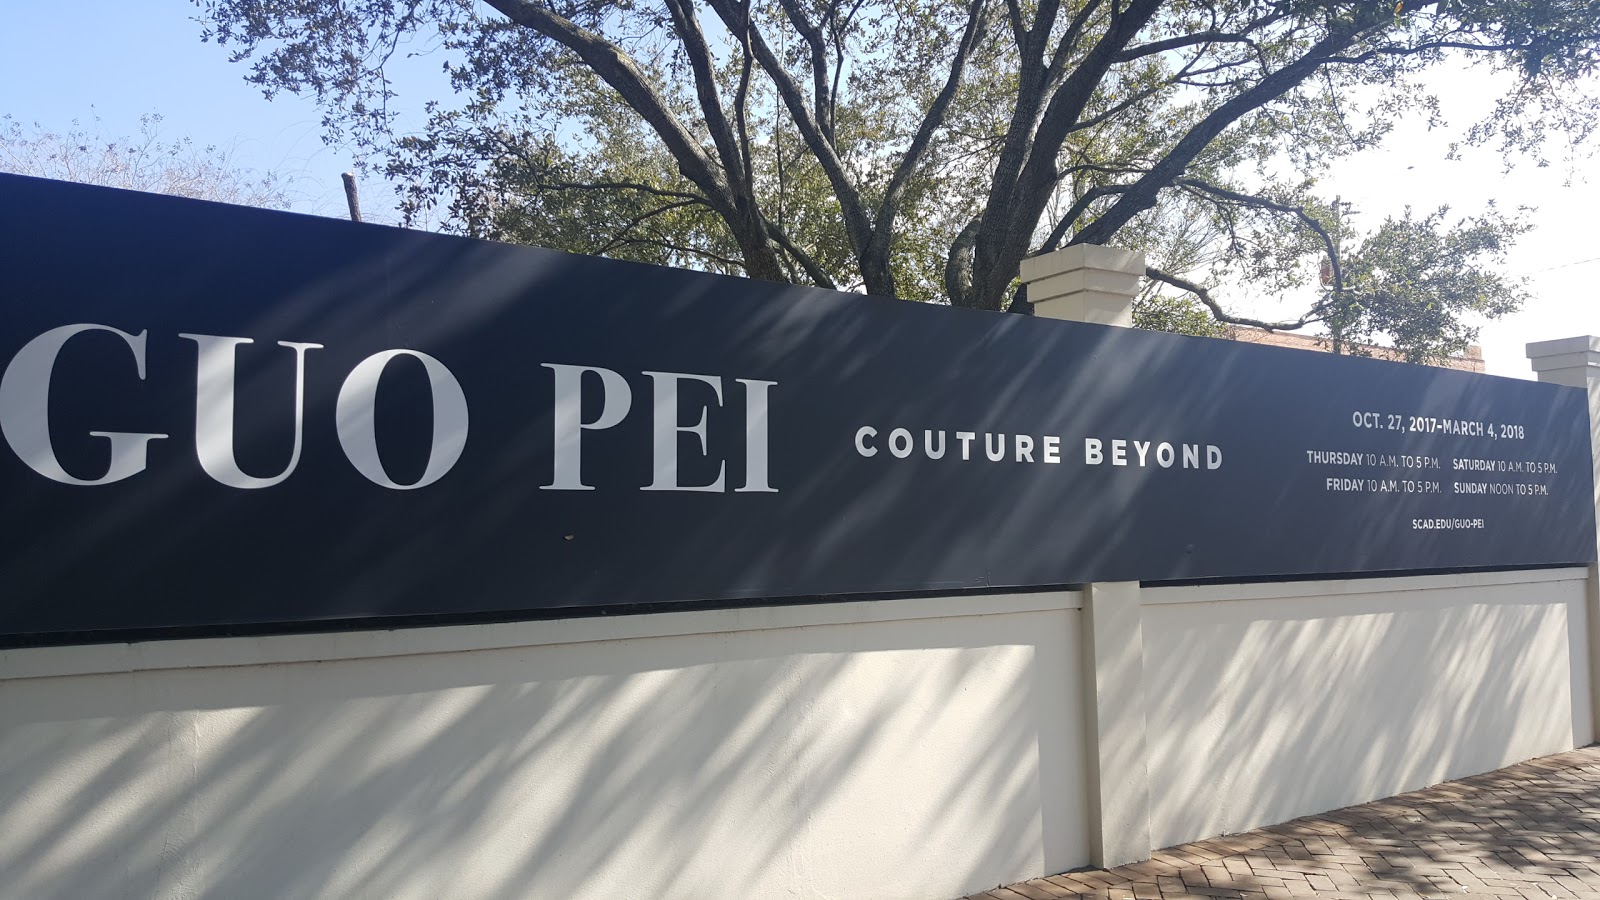 GUO PEI
COUTURE BEYOND
OCT. 27, 2017–MARCH 4, 2018
THURSDAY 10 A.M. TO 5 P.M. SATURDAY 10 A.M. TO 5 P.M.
FRIDAY 10 A.M. TO 5 P.M. SUNDAY NOON TO 5 P.M.
SCAD.EDU/GUO-PEI